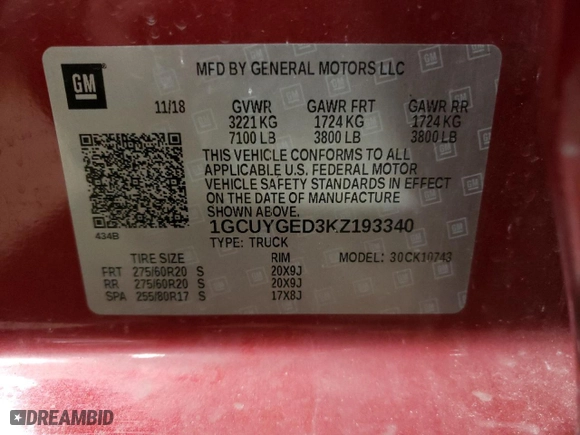 GM
MFD BY GENERAL MOTORS LLC
11/18 GVWR GAWR FRT GAWR RR
3221 KG 1724 KG 1724 KG
7100 LB 3800 LB 3800 LB
THIS VEHICLE CONFORMS TO ALL
APPLICABLE U.S. FEDERAL MOTOR
VEHICLE SAFETY STANDARDS IN EFFECT
ON THE DATE OF MANUFACTURE
SHOWN ABOVE.
434B
1GCUYGED3KZ193340
TYPE: TRUCK
TIRE SIZE RIM MODEL: 30CK10743
FRT 275/60R20 S 20X9J
RR 275/60R20 S 20X9J
SPA 255/80R17 S 17X8J
DREAMBID